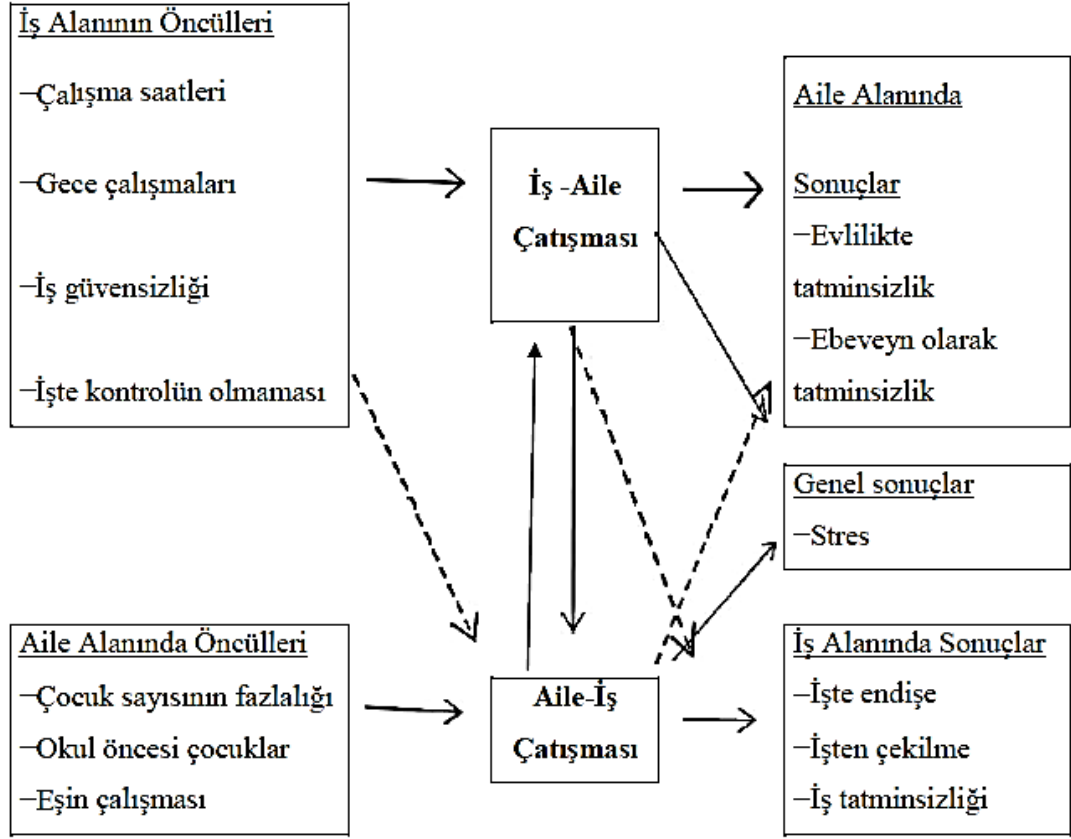 İş Alanının Öncülleri
−Çalışma saatleri
−Gece çalışmaları
−İş güvensizliği
−İşte kontrolün olmaması
İş -Aile
Çatışması
Aile Alanında
Sonuçlar
−Evlilikte
tatminsizlik
−Ebeveyn olarak
tatminsizlik
Genel sonuçlar
−Stres
Aile Alanında Öncülleri
−Çocuk sayısının fazlalığı
−Okul öncesi çocuklar
−Eşin çalışması
Aile-İş
Çatışması
İş Alanında Sonuçlar
−İşte endişe
−İşten çekilme
−İş tatminsizliği